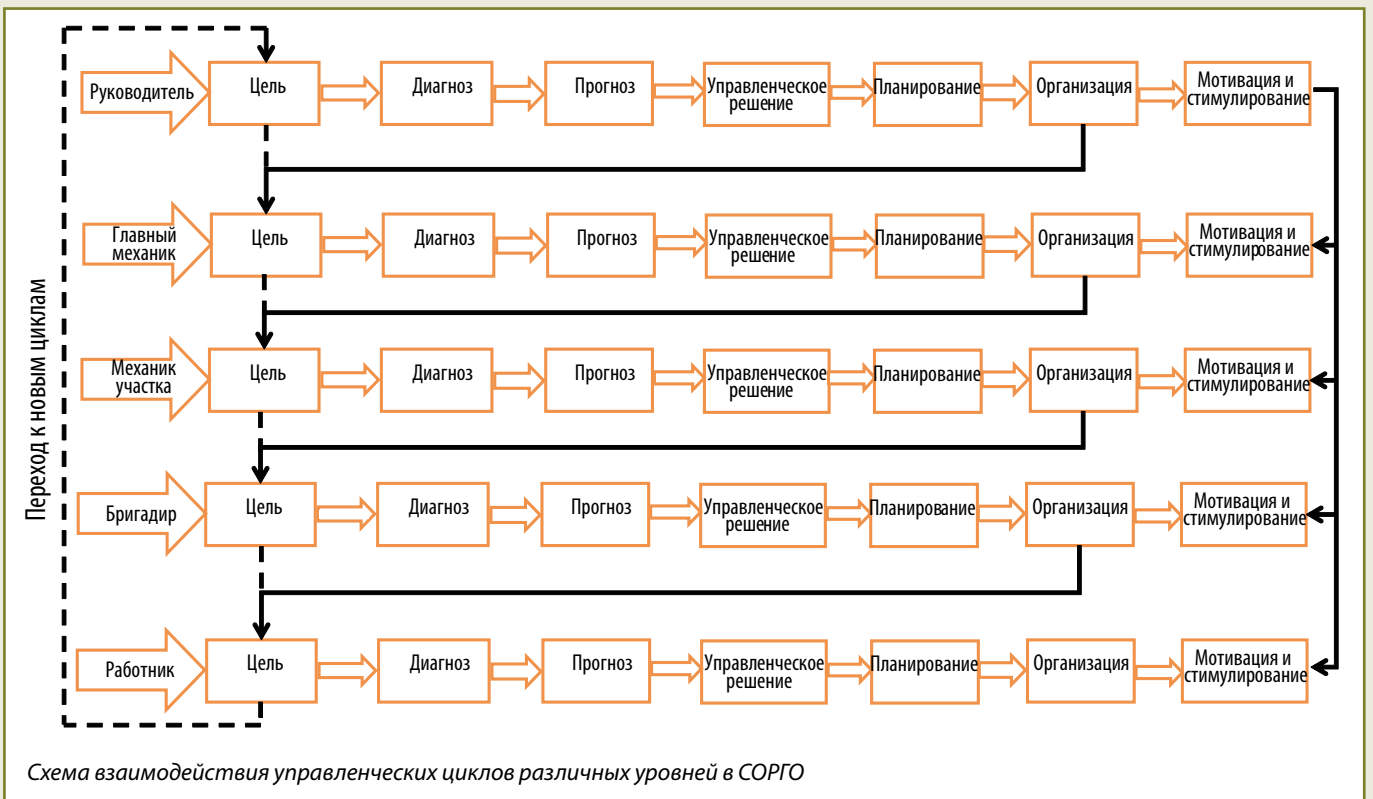 Руководитель
Цель
Диагноз
Прогноз
Управленческое
решение
Планирование
Организация
Мотивация и
стимулирование
Главный
механик
Цель
Диагноз
Прогноз
Управленческое
решение
Планирование
Организация
Мотивация и
стимулирование
Переход к новым циклам
Механик
участка
Цель
Диагноз
Прогноз
Управленческое
решение
Планирование
Организация
Мотивация и
стимулирование
Бригадир
Цель
Диагноз
Прогноз
Управленческое
решение
Планирование
Организация
Мотивация и
стимулирование
Работник
Цель
Диагноз
Прогноз
Управленческое
решение
Планирование
Организация
Мотивация и
стимулирование
Схема взаимодействия управленческих циклов различных уровней в СОРГО